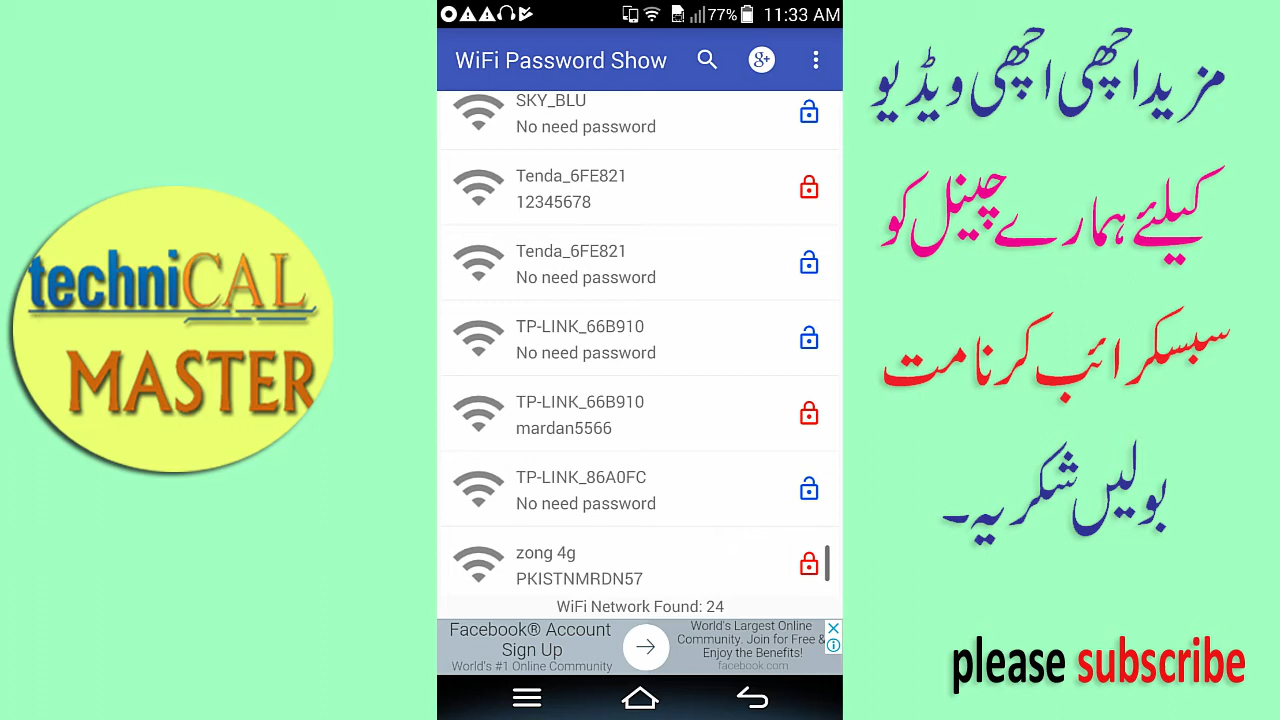 techniCAL
MASTER
77%
11:33 AM
WiFi Password Show
g+
SKY_BLU
No need password
Tenda_6FE821
12345678
Tenda_6FE821
No need password
TP-LINK_66B910
No need password
TP-LINK_66B910
mardan5566
TP-LINK_86A0FC
No need password
zong 4g
PKISTNMRDN57
WiFi Network Found: 24
Facebook® Account
Sign Up
World's #1 Online Community
World's Largest Online
Community. Join for Free &
Enjoy the Benefits!
facebook.com
مزید اچھی اچھی ویڈیو
کیلئے ہمارے چینل کو
سبسکرائب کرنا مت
بولیں شکریہ۔
please subscribe